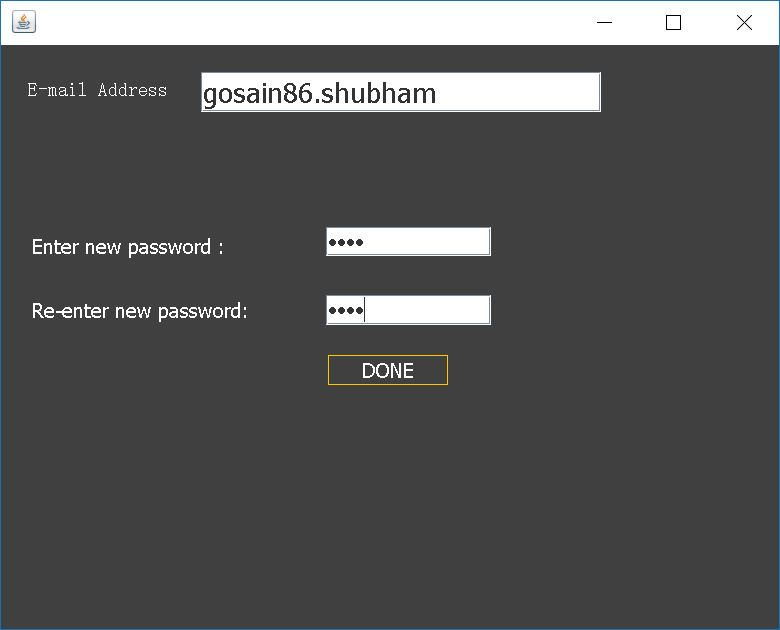 E-mail Address gosain86.shubham
Enter new password : ••••
Re-enter new password: ••••
DONE